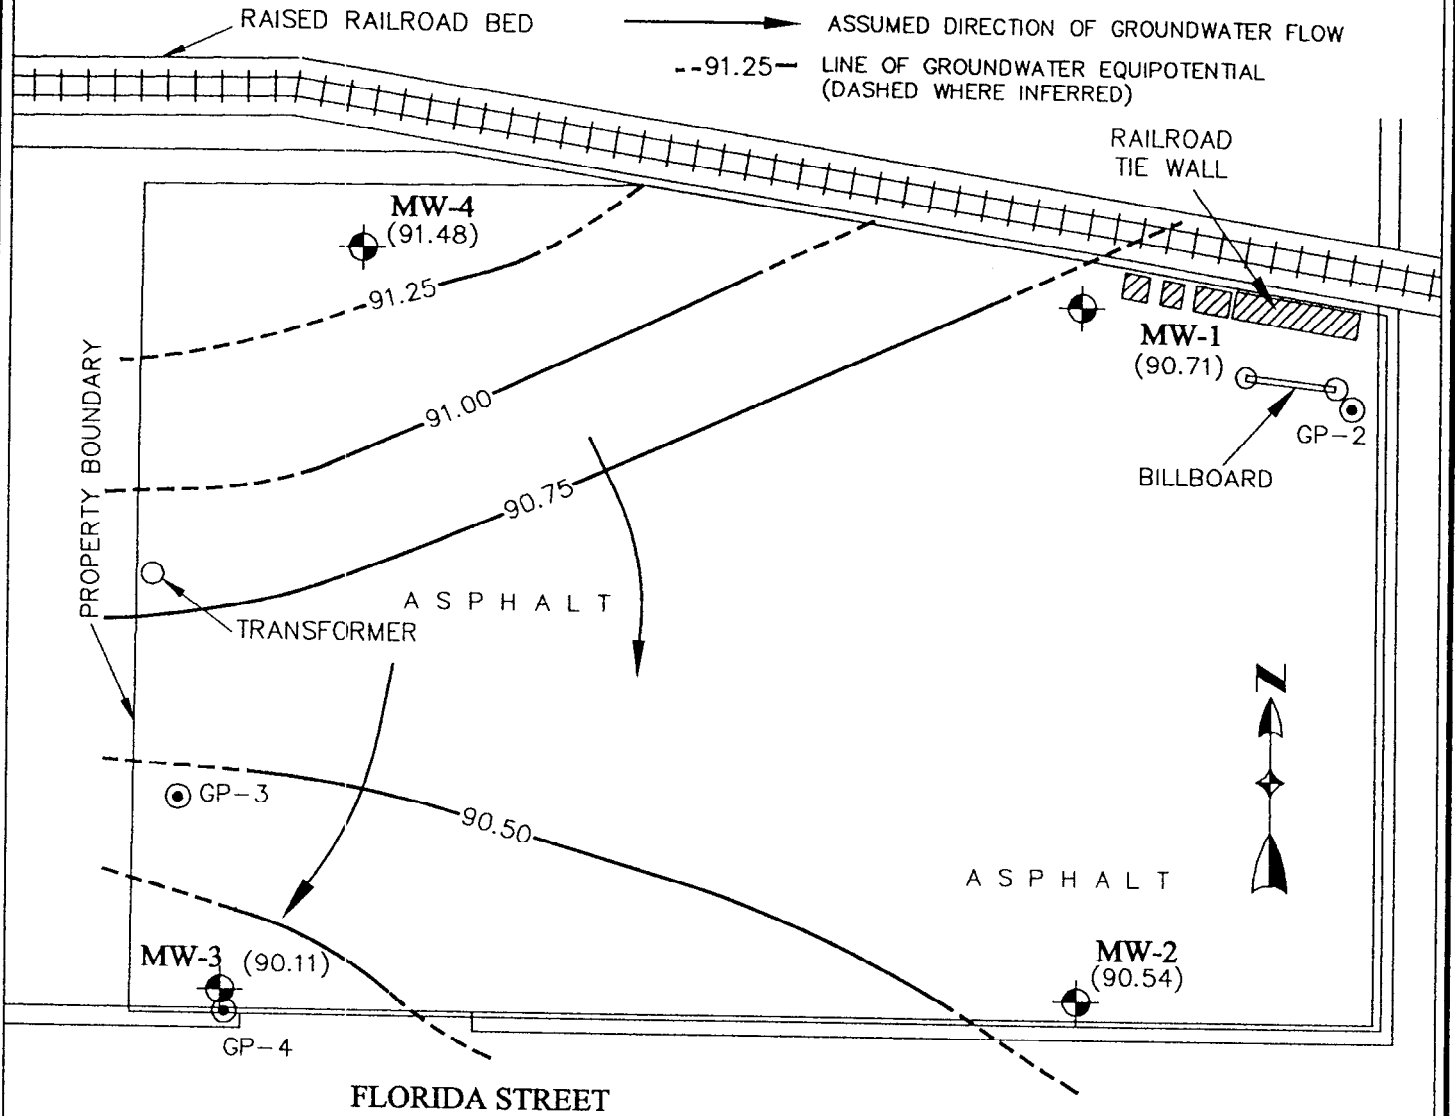 RAISED RAILROAD BED
ASSUMED DIRECTION OF GROUNDWATER FLOW
--91.25— LINE OF GROUNDWATER EQUIPOTENTIAL
(DASHED WHERE INFERRED)
RAILROAD
TIE WALL
MW-4
(91.48)
91.25
MW-1
(90.71)
91.00
GP-2
BILLBOARD
90.75
PROPERTY BOUNDARY
ASPHALT
TRANSFORMER
N
GP-3
90.50
ASPHALT
MW-3 (90.11)
MW-2
(90.54)
GP-4
FLORIDA STREET